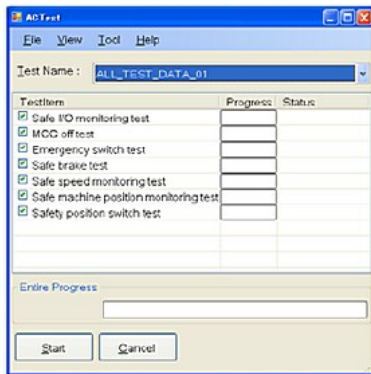 ACTest
File View Tool Help
Test Name : ALL_TEST_DATA_01
TestItem Progress Status
Safe I/O monitoring test
MCC off test
Emergency switch test
Safe brake test
Safe speed monitoring test
Safe machine position monitoring test
Safety position switch test
Entire Progress
Start Cancel